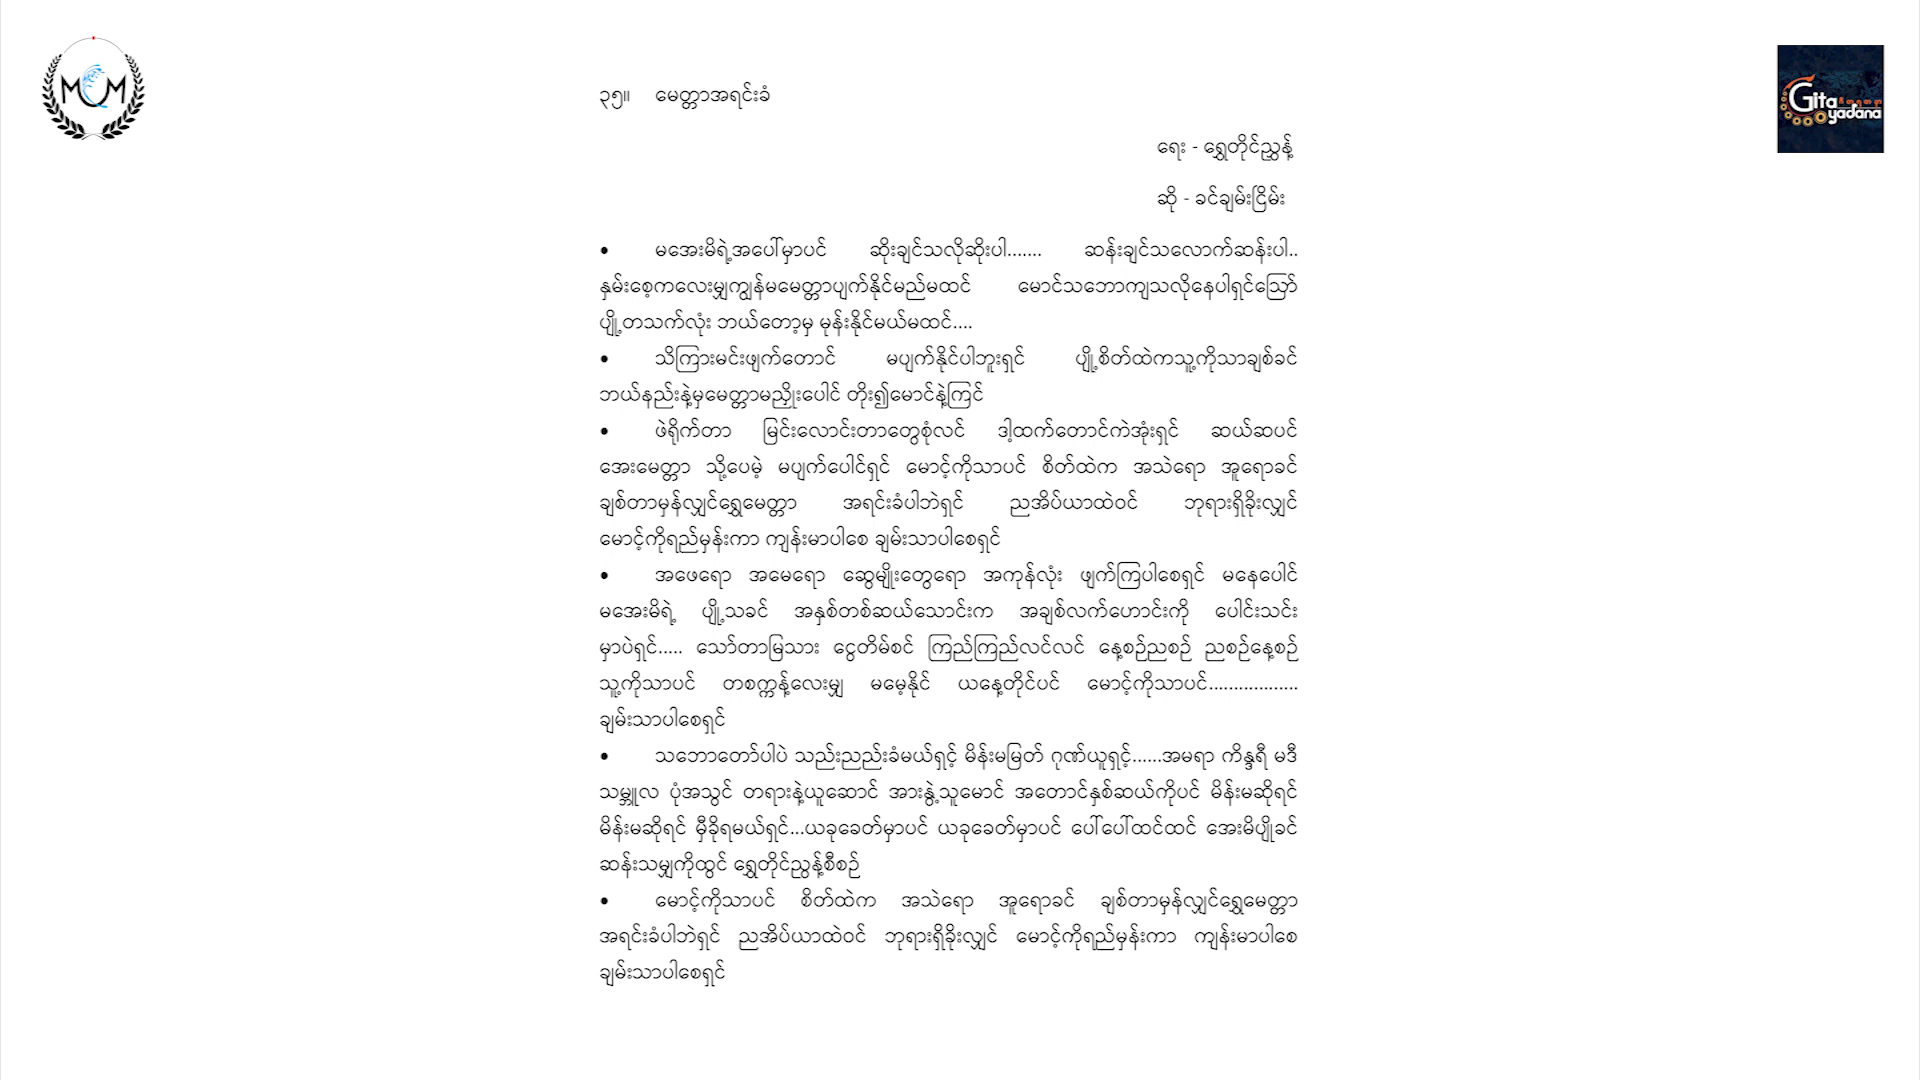 MCM
Gita
ဂီတရတနာ
yadana
၃၅။ မေတ္တာအရင်းခံ
ရေး - ရွှေတိုင်ညွှန့်
ဆို - ခင်ချမ်းငြိမ်း
• မအေးမိရဲ့အပေါ်မှာပင် ဆိုးချင်သလိုဆိုးပါ....... ဆန်းချင်သလောက်ဆန်းပါ..
နှမ်းစေ့ကလေးမျှကျွန်မမေတ္တာပျက်နိုင်မည်မထင် မောင်သဘောကျသလိုနေပါရှင်သြော်
ပျို့တသက်လုံး ဘယ်တော့မှ မုန်းနိုင်မယ်မထင်....
• သိကြားမင်းဖျက်တောင် မပျက်နိုင်ပါဘူးရှင် ပျို့စိတ်ထဲကသူ့ကိုသာချစ်ခင်
ဘယ်နည်းနဲ့မှမေတ္တာမညှိုးပေါင် တိုး၍မောင်နဲ့ကြင်
• ဖဲရိုက်တာ မြင်းလောင်းတာတွေစုံလင် ဒါ့ထက်တောင်ကဲအုံးရှင် ဆယ်ဆပင်
အေးမေတ္တာ သို့ပေမဲ့ မပျက်ပေါင်ရှင် မောင့်ကိုသာပင် စိတ်ထဲက အသဲရော အူရောခင်
ချစ်တာမှန်လျှင်ရွှေမေတ္တာ အရင်းခံပါဘဲရှင် ညအိပ်ယာထဲဝင် ဘုရားရှိခိုးလျှင်
မောင့်ကိုရည်မှန်းကာ ကျန်းမာပါစေ ချမ်းသာပါစေရှင်
• အဖေရော အမေရော ဆွေမျိုးတွေရော အကုန်လုံး ဖျက်ကြပါစေရှင် မနေပေါင်
မအေးမိရဲ့ ပျို့သခင် အနှစ်တစ်ဆယ်သောင်းက အချစ်လက်ဟောင်းကို ပေါင်းသင်း
မှာပဲရှင်..... သော်တာမြသား ငွေတိမ်စင် ကြည်ကြည်လင်လင် နေ့စဉ်ညစဉ် ညစဉ်နေ့စဉ်
သူ့ကိုသာပင် တစက္ကန့်လေးမျှ မမေ့နိုင် ယနေ့တိုင်ပင် မောင့်ကိုသာပင်..................
ချမ်းသာပါစေရှင်
• သဘောတော်ပါပဲ သည်းညည်းခံမယ်ရှင့် မိန်းမမြတ် ဂုဏ်ယူရှင့်......အမရာ ကိန္ဒရီ မဒီ
သမ္ဘူလ ပုံအသွင် တရားနဲ့ယူဆောင် အားနွဲ့သူမောင် အတောင်နှစ်ဆယ်ကိုပင် မိန်းမဆိုရင်
မိန်းမဆိုရင် မှီခိုရမယ်ရှင်...ယခုခေတ်မှာပင် ယခုခေတ်မှာပင် ပေါ်ပေါ်ထင်ထင် အေးမိပျိုခင်
ဆန်းသမျှကိုထွင် ရွှေတိုင်ညွန့်စီစဉ်
• မောင့်ကိုသာပင် စိတ်ထဲက အသဲရော အူရောခင် ချစ်တာမှန်လျှင်ရွှေမေတ္တာ
အရင်းခံပါဘဲရှင် ညအိပ်ယာထဲဝင် ဘုရားရှိခိုးလျှင် မောင့်ကိုရည်မှန်းကာ ကျန်းမာပါစေ
ချမ်းသာပါစေရှင်